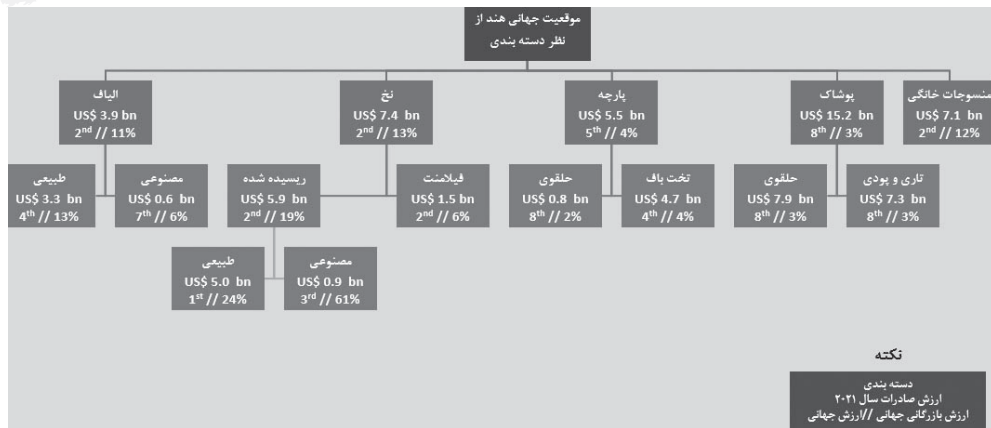 موقعیت جهانی هند از
نظر دسته بندی
الیاف
US$ 3.9 bn
2nd // 11%
نخ
US$ 7.4 bn
2nd // 13%
پارچه
US$ 5.5 bn
5th // 4%
پوشاک
US$ 15.2 bn
8th // 3%
منسوجات خانگی
US$ 7.1 bn
2nd // 12%
طبیعی
US$ 3.3 bn
4th // 13%
مصنوعی
US$ 0.6 bn
7th // 6%
ریسیده شده
US$ 5.9 bn
2nd // 19%
فیلامنت
US$ 1.5 bn
2nd // 6%
حلقوی
US$ 0.8 bn
8th // 2%
تخت باف
US$ 4.7 bn
4th // 4%
حلقوی
US$ 7.9 bn
8th // 3%
تاری و پودی
US$ 7.3 bn
8th // 3%
طبیعی
US$ 5.0 bn
1st // 24%
مصنوعی
US$ 0.9 bn
3rd // 61%
نکته
دسته بندی
ارزش صادرات سال ۲۰۲۱
ارزش بازرگانی جهانی //ارزش جهانی